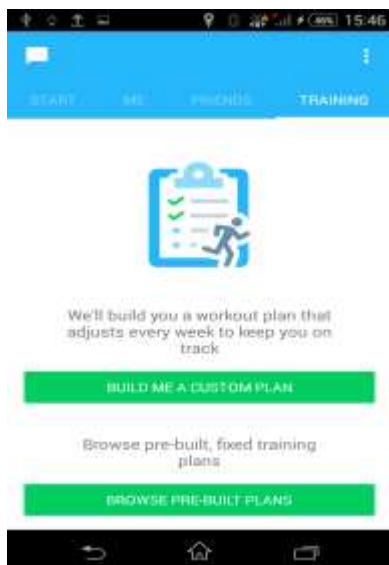 46% 15:46
START ME FRIENDS TRAINING
We'll build you a workout plan that
adjusts every week to keep you on
track
BUILD ME A CUSTOM PLAN
Browse pre-built, fixed training
plans
BROWSE PRE-BUILT PLANS